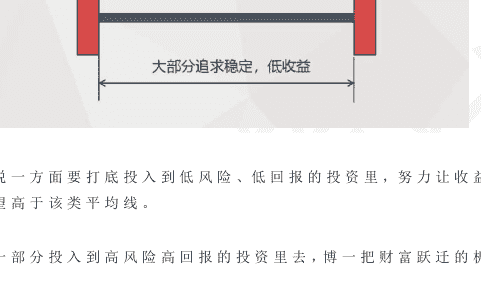 大部分追求稳定，低收益
说一方面要打底投入到低风险、低回报的投资里，努力让收益
望高于该类平均线。
一部分投入到高风险高回报的投资里去，博一把财富跃迁的机